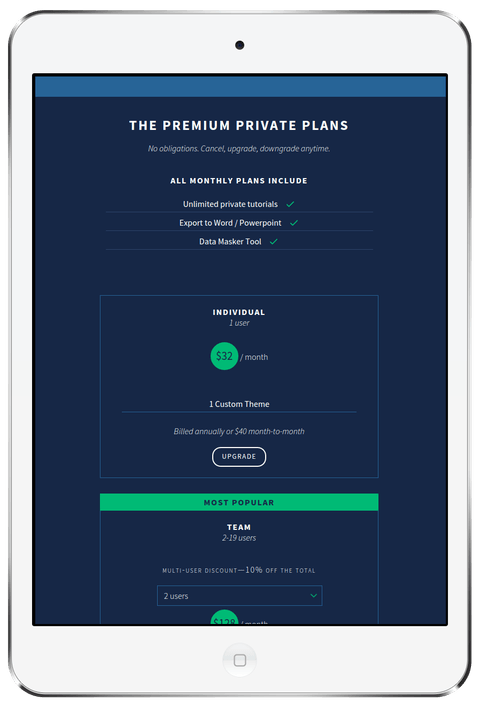 THE PREMIUM PRIVATE PLANS
No obligations. Cancel, upgrade, downgrade anytime.
ALL MONTHLY PLANS INCLUDE
Unlimited private tutorials
Export to Word / Powerpoint
Data Masker Tool
INDIVIDUAL
1 user
$32 / month
1 Custom Theme
Billed annually or $40 month-to-month
UPGRADE
MOST POPULAR
TEAM
2-19 users
MULTI-USER DISCOUNT—10% OFF THE TOTAL
2 users
/ month